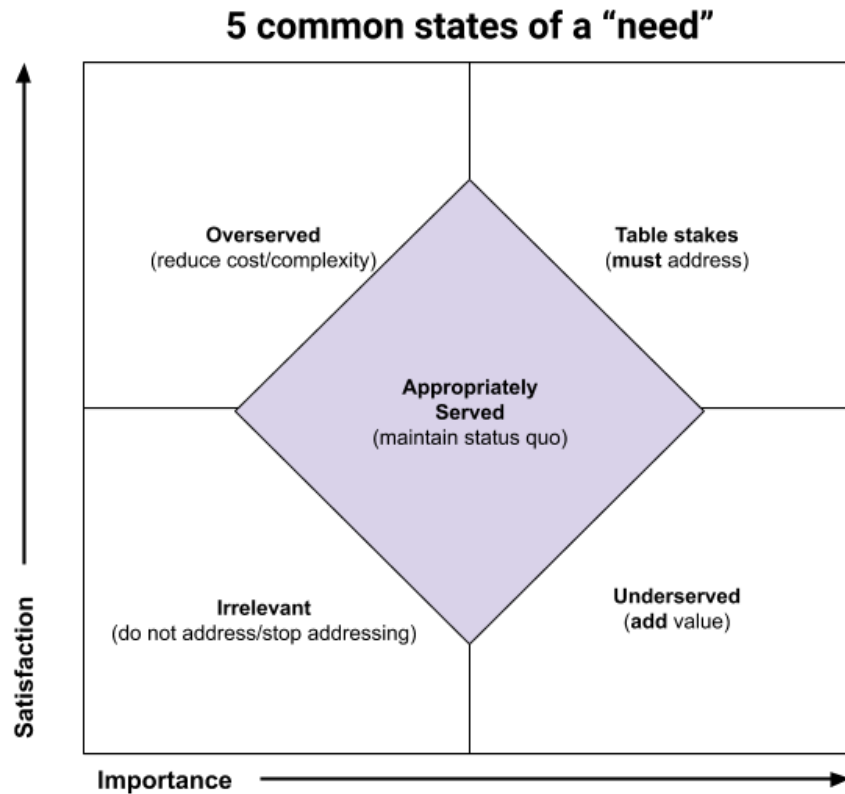 5 common states of a “need”
Overserved
(reduce cost/complexity)
Table stakes
(must address)
Appropriately
Served
(maintain status quo)
Irrelevant
(do not address/stop addressing)
Underserved
(add value)
Satisfaction
Importance